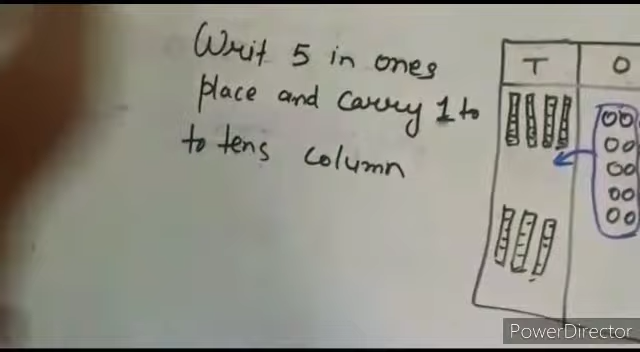 Writ 5 in ones
place and carry 1 to
to tens column
T O
PowerDirector